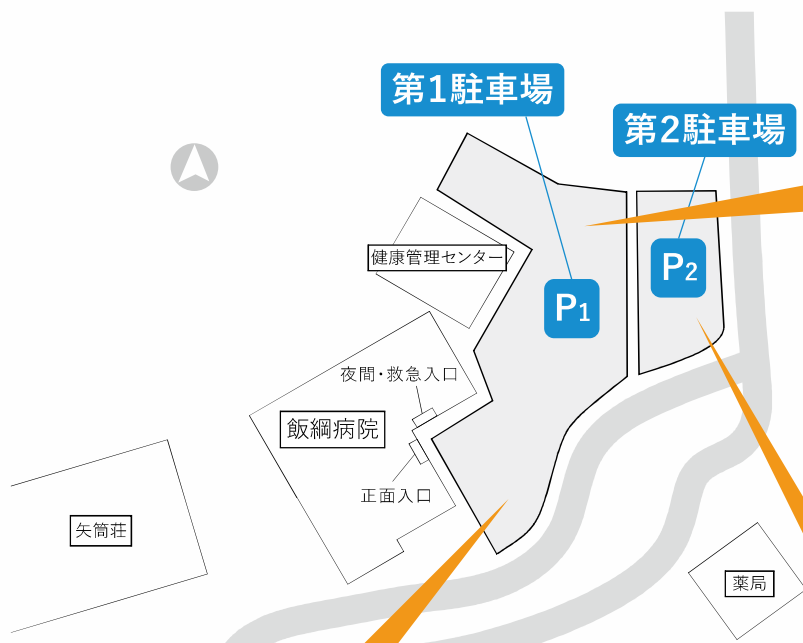 第1駐車場
第2駐車場
健康管理センター
P2
P1
夜間・救急入口
飯綱病院
正面入口
矢筒荘
薬局